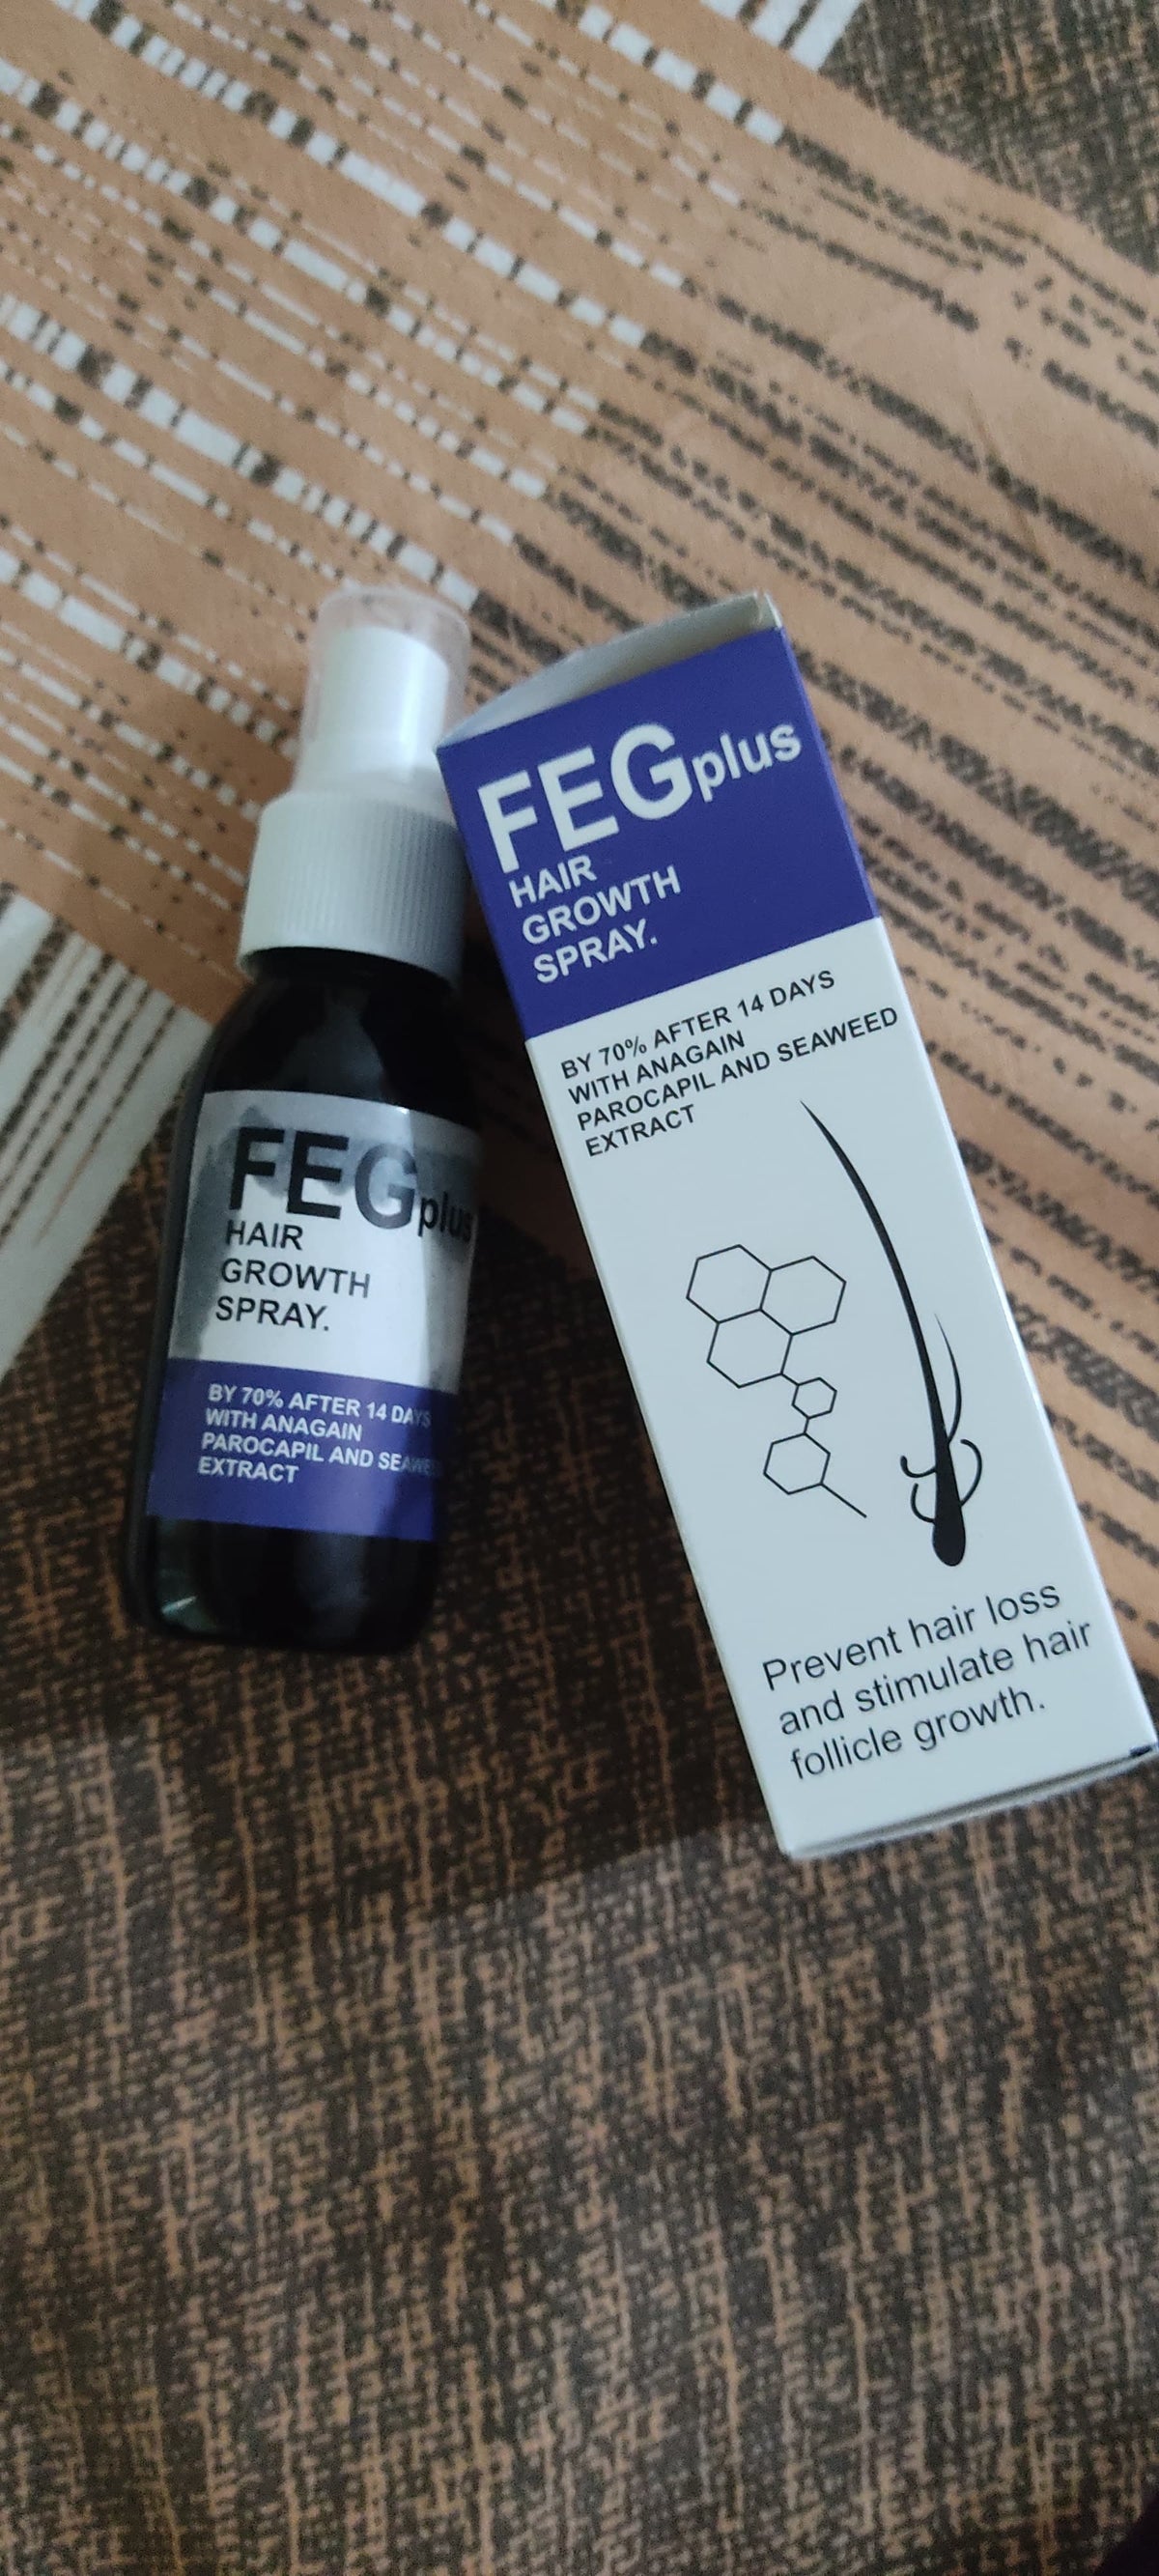 FEGplus
HAIR
GROWTH
SPRAY.
BY 70% AFTER 14 DAYS
WITH ANAGAIN
PAROCAPIL AND SEAWEED
EXTRACT
Prevent hair loss
and stimulate hair
follicle growth.
FEGplus
HAIR
GROWTH
SPRAY.
BY 70% AFTER 14 DAYS
WITH ANAGAIN
PAROCAPIL AND SEAWE
EXTRACT